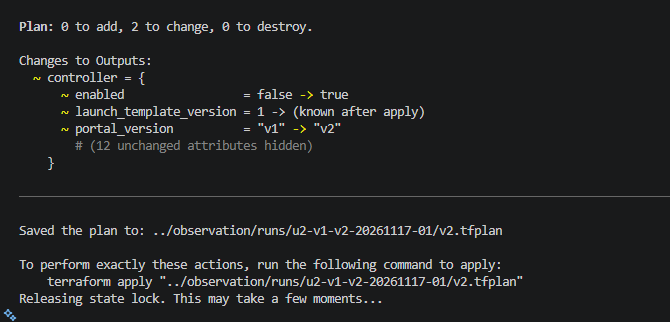 Plan: 0 to add, 2 to change, 0 to destroy.
Changes to Outputs:
~ controller = {
~ enabled = false -> true
~ launch_template_version = 1 -> (known after apply)
~ portal_version = "v1" -> "v2"
# (12 unchanged attributes hidden)
}
Saved the plan to: ../observation/runs/u2-v1-v2-20261117-01/v2.tfplan
To perform exactly these actions, run the following command to apply:
terraform apply "../observation/runs/u2-v1-v2-20261117-01/v2.tfplan"
Releasing state lock. This may take a few moments...